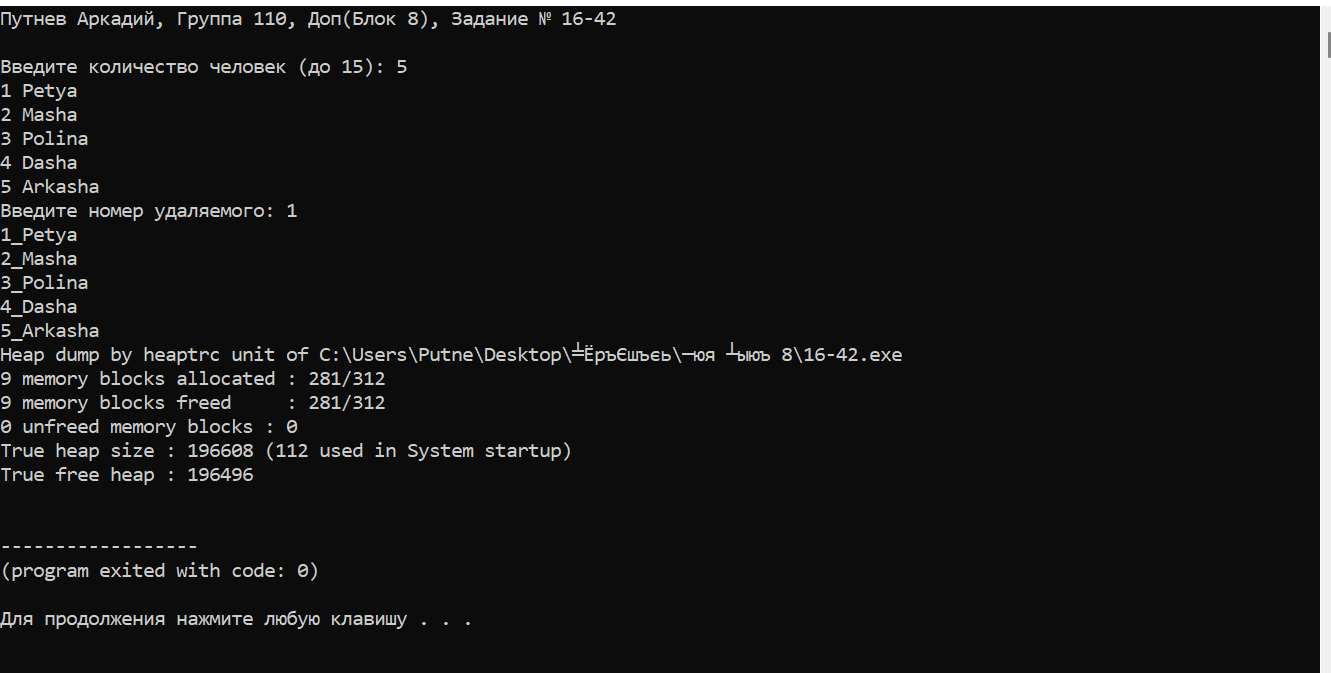 Путнев Аркадий, Группа 110, Доп(Блок 8), Задание № 16-42
Введите количество человек (до 15): 5
1 Petya
2 Masha
3 Polina
4 Dasha
5 Arkasha
Введите номер удаляемого: 1
1_Petya
2_Masha
3_Polina
4_Dasha
5_Arkasha
Heap dump by heaptrc unit of C:\Users\Putne\Desktop\╧ЁръЄшъєь\─юя ┴ыюъ 8\16-42.exe
9 memory blocks allocated : 281/312
9 memory blocks freed     : 281/312
0 unfreed memory blocks : 0
True heap size : 196608 (112 used in System startup)
True free heap : 196496
------------------
(program exited with code: 0)
Для продолжения нажмите любую клавишу . . .